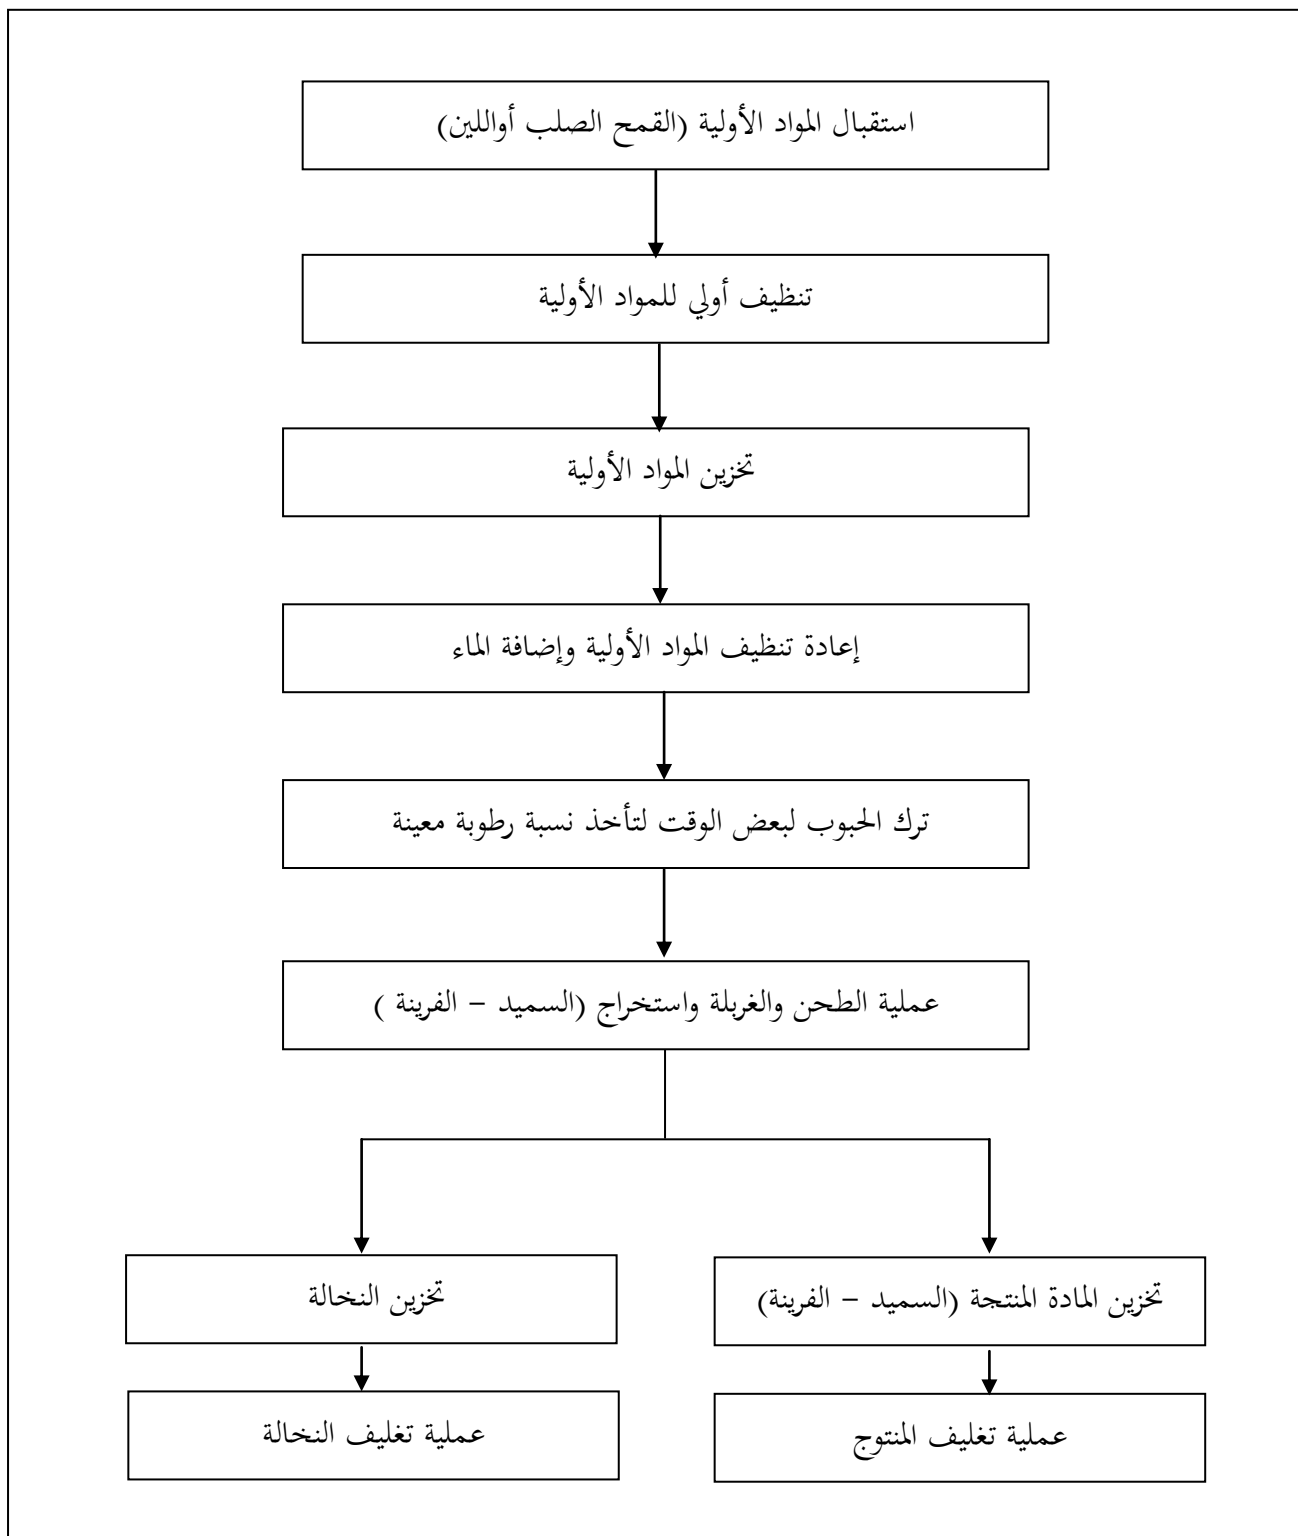 استقبال المواد الأولية (القمح الصلب أواللين)
تنظيف أولي للمواد الأولية
تخزين المواد الأولية
إعادة تنظيف المواد الأولية وإضافة الماء
ترك الحبوب لبعض الوقت لتأخذ نسبة رطوبة معينة
عملية الطحن والغربلة واستخراج (السميد – الفرينة )
تخزين المادة المنتجة (السميد – الفرينة)
تخزين النخالة
عملية تغليف المنتوج
عملية تغليف النخالة